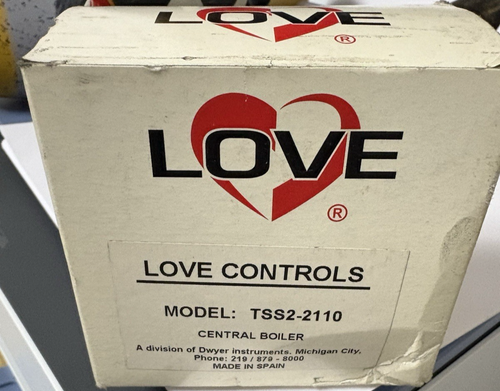 LOVE
®
LOVE
®
LOVE CONTROLS
MODEL: TSS2-2110
CENTRAL BOILER
A division of Dwyer instruments. Michigan City,
Phone: 219 / 879 - 8000
MADE IN SPAIN